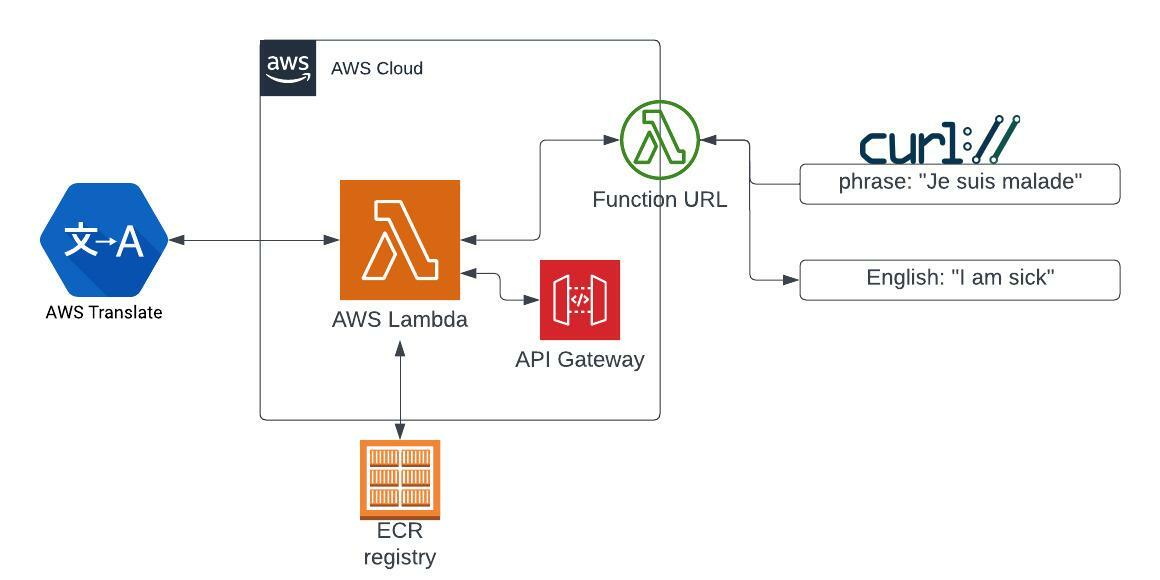 aws
AWS Cloud
curl://
phrase: "Je suis malade"
Function URL
文→A
English: "I am sick"
AWS Translate
AWS Lambda
</>
API Gateway
ECR
registry